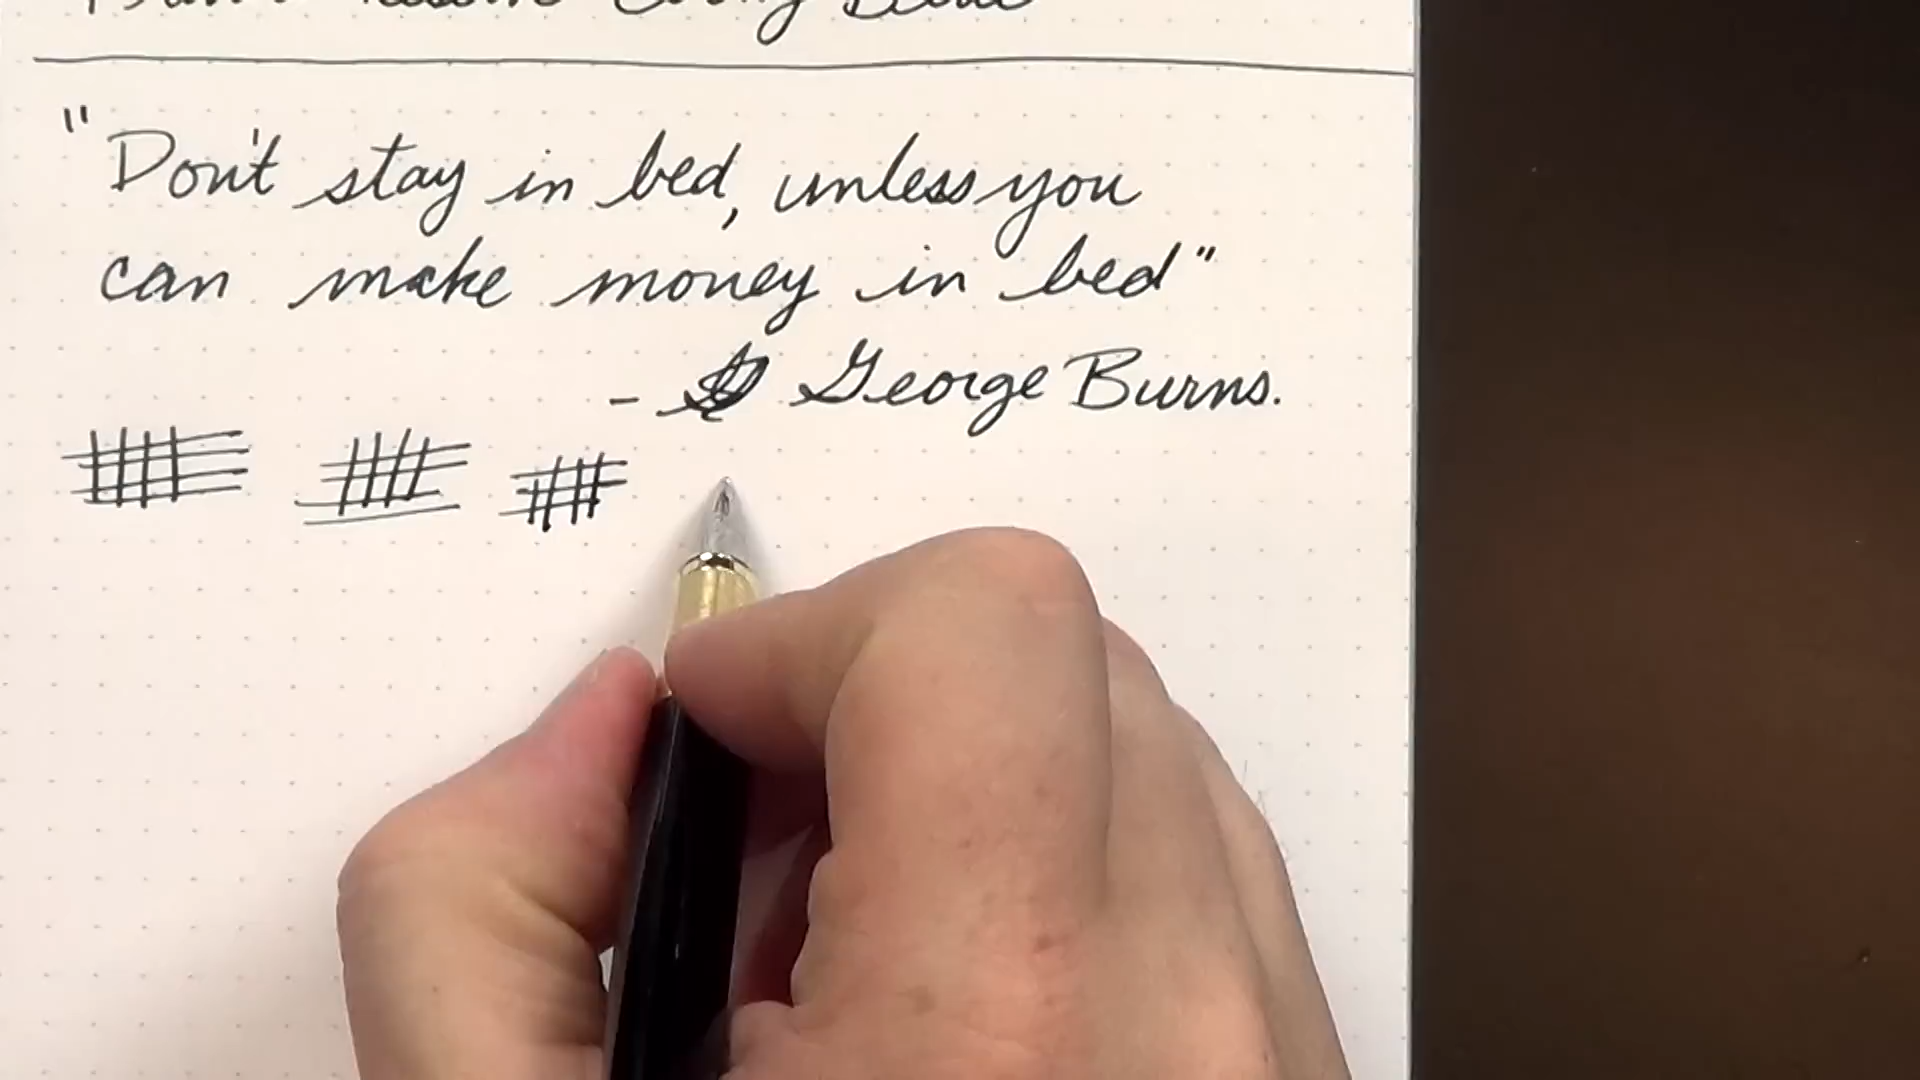 "Don't stay in bed, unless you
can make money in bed"
- George Burns.